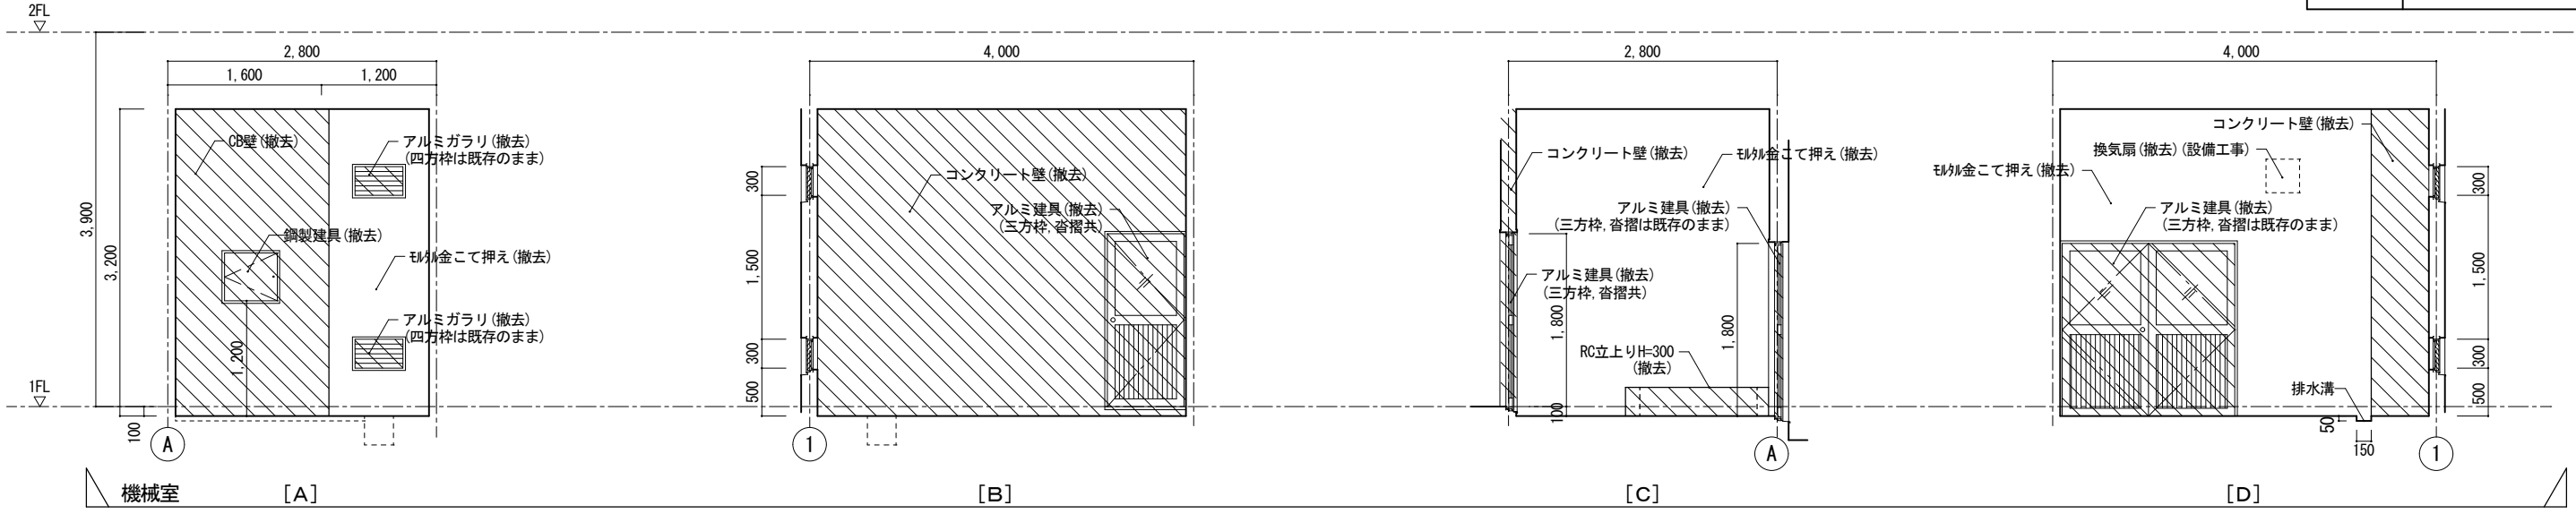 2FL
3,900
3,200
1FL
100
2,800
1,600
1,200
CB壁(撤去)
アルミガラリ(撤去)
(四方枠は既存のまま)
鋼製建具(撤去)
ﾓﾙﾀﾙ金こて押え(撤去)
アルミガラリ(撤去)
(四方枠は既存のまま)
1,200
A
4,000
300
1,500
300
500
コンクリート壁(撤去)
アルミ建具(撤去)
(三方枠,沓摺共)
1
2,800
コンクリート壁(撤去)
ﾓﾙﾀﾙ金こて押え(撤去)
アルミ建具(撤去)
(三方枠,沓摺は既存のまま)
アルミ建具(撤去)
(三方枠,沓摺共)
1,800
1,800
RC立上りH=300
(撤去)
100
A
4,000
コンクリート壁(撤去)
換気扇(撤去)(設備工事)
ﾓﾙﾀﾙ金こて押え(撤去)
アルミ建具(撤去)
(三方枠,沓摺は既存のまま)
300
1,500
300
500
排水溝
50
150
1
機械室
[A]
[B]
[C]
[D]